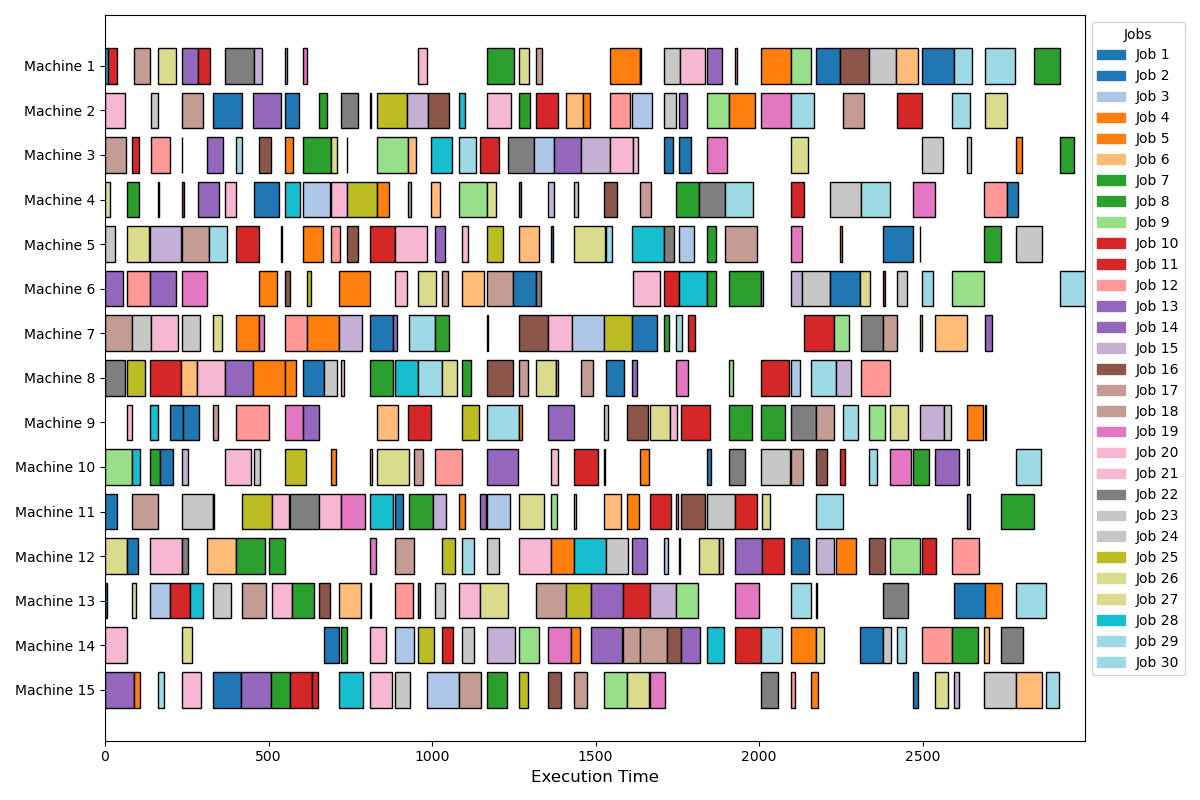 Machine 1
Machine 2
Machine 3
Machine 4
Machine 5
Machine 6
Machine 7
Machine 8
Machine 9
Machine 10
Machine 11
Machine 12
Machine 13
Machine 14
Machine 15
0 500 1000 1500 2000 2500
Execution Time
Jobs
Job 1
Job 2
Job 3
Job 4
Job 5
Job 6
Job 7
Job 8
Job 9
Job 10
Job 11
Job 12
Job 13
Job 14
Job 15
Job 16
Job 17
Job 18
Job 19
Job 20
Job 21
Job 22
Job 23
Job 24
Job 25
Job 26
Job 27
Job 28
Job 29
Job 30